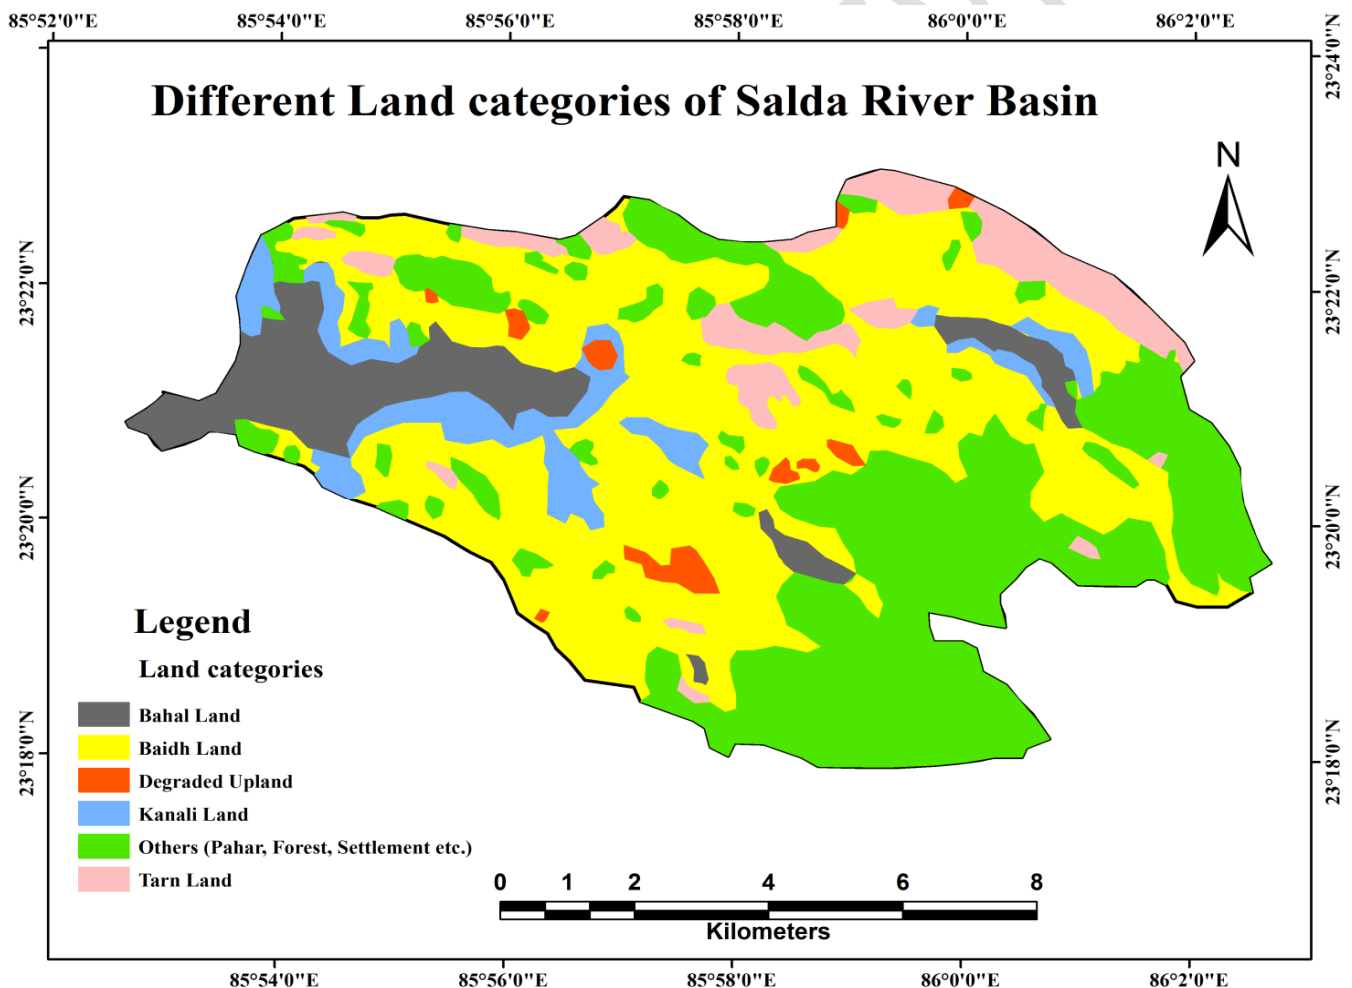 85°52'0"E 85°54'0"E 85°56'0"E 85°58'0"E 86°0'0"E 86°2'0"E
23°24'0"N
Different Land categories of Salda River Basin
N
23°22'0"N 23°22'0"N
23°20'0"N 23°20'0"N
Legend
Land categories
Bahal Land
23°18'0"N 23°18'0"N
Baidh Land
Degraded Upland
Kanali Land
Others (Pahar, Forest, Settlement etc.)
Tarn Land
0 1 2 4 6 8
Kilometers
85°54'0"E 85°56'0"E 85°58'0"E 86°0'0"E 86°2'0"E